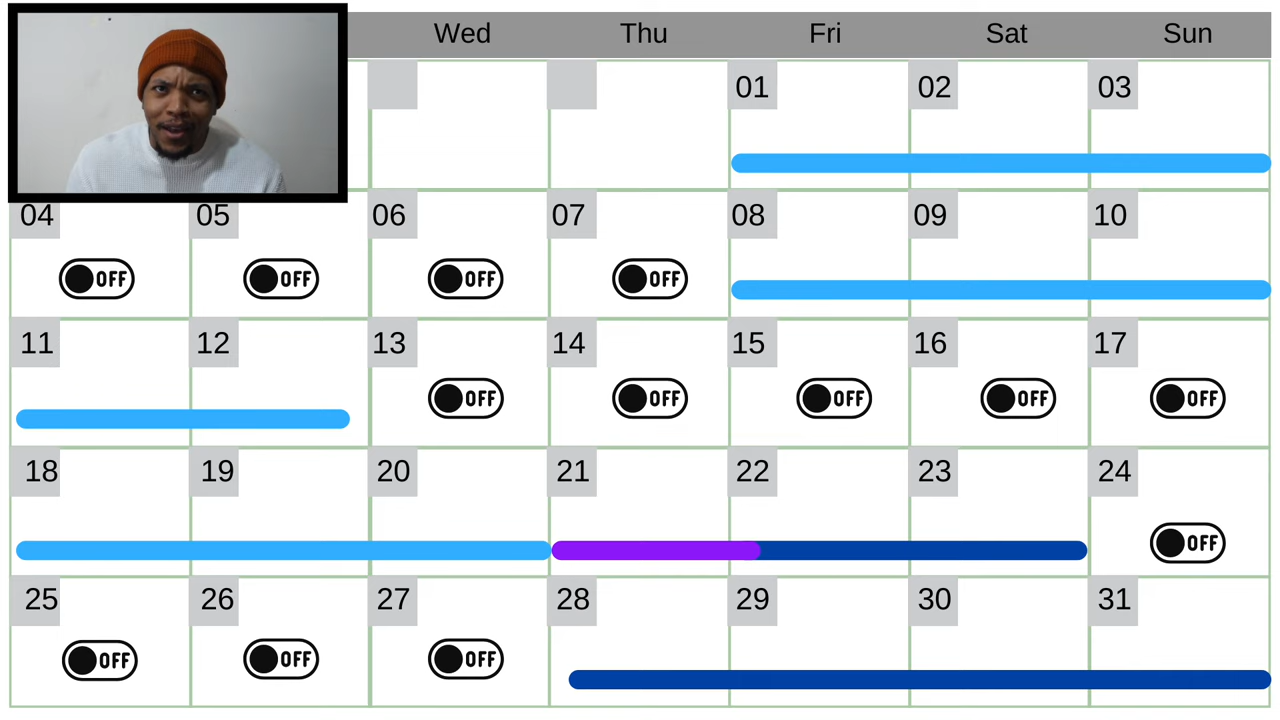 Wed Thu Fri Sat Sun
01 02 03
04 05 06 07 08 09 10
OFF OFF OFF OFF
11 12 13 14 15 16 17
OFF OFF OFF OFF OFF
18 19 20 21 22 23 24
OFF
25 26 27 28 29 30 31
OFF OFF OFF